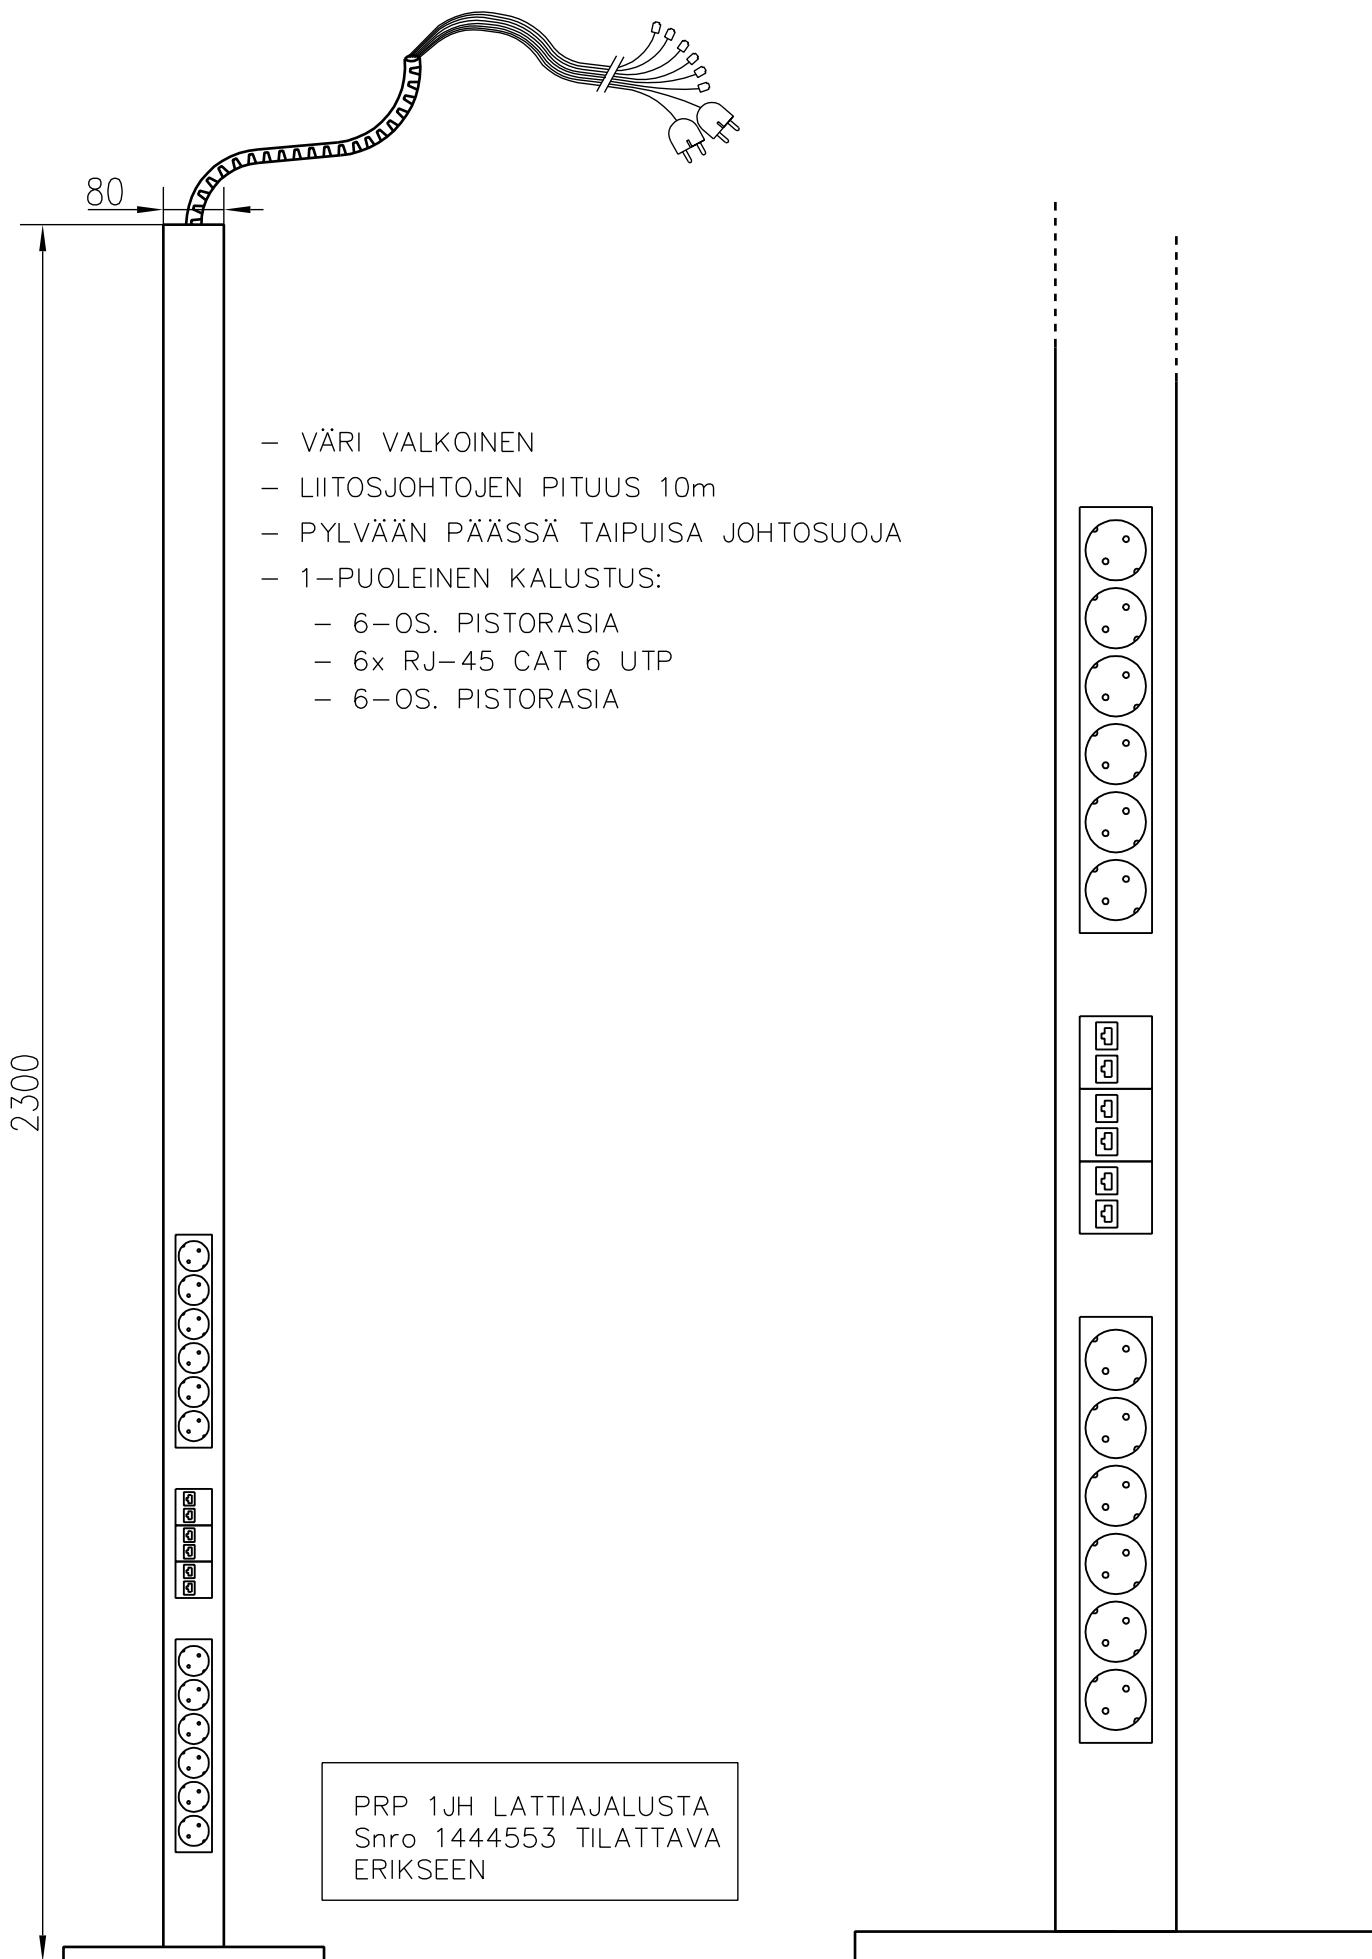 80
– VÄRI VALKOINEN
– LIITOSJOHTOJEN PITUUS 10m
– PYLVÄÄN PÄÄSSÄ TAIPUISA JOHTOSUOJA
– 1–PUOLEINEN KALUSTUS:
– 6–OS. PISTORASIA
– 6x RJ–45 CAT 6 UTP
– 6–OS. PISTORASIA
2300
PRP 1JH LATTIAJALUSTA
Snro 1444553 TILATTAVA
ERIKSEEN